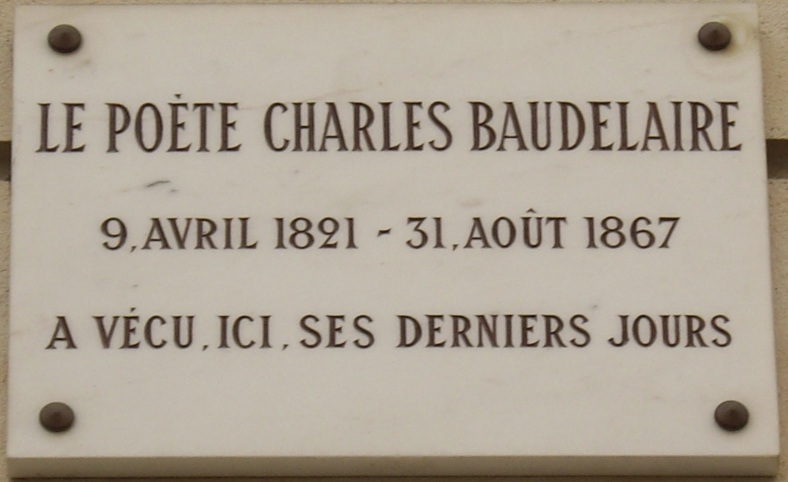 LE POÈTE CHARLES BAUDELAIRE
9, AVRIL 1821 - 31, AOÛT 1867
A VÉCU, ICI, SES DERNIERS JOURS